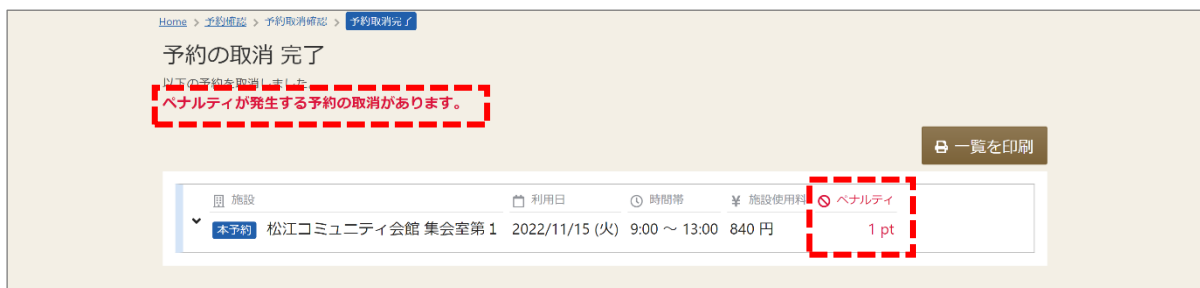 Home > 予約確認 > 予約取消確認 > 予約取消完了
予約の取消 完了
以下の予約を取消しました。
ペナルティが発生する予約の取消があります。
一覧を印刷
施設 利用日 時間帯 ¥ 施設使用料 ペナルティ
本予約 松江コミュニティ会館 集会室第1 2022/11/15 (火) 9:00 ～ 13:00 840 円 1 pt